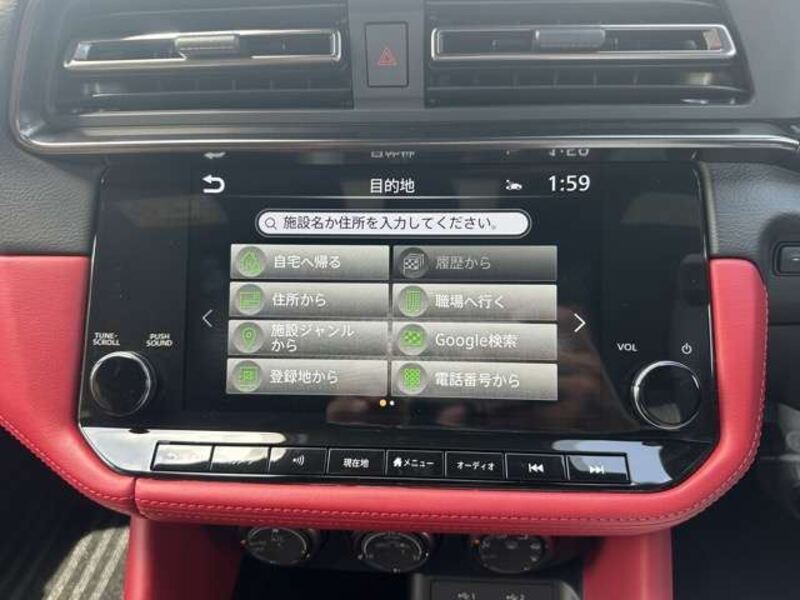 目的地
1:59
施設名か住所を入力してください。
自宅へ帰る
履歴から
住所から
職場へ行く
施設ジャンル
から
Google検索
登録地から
電話番号から
TUNE·
SCROLL
PUSH
SOUND
VOL
現在地
メニュー
オーディオ